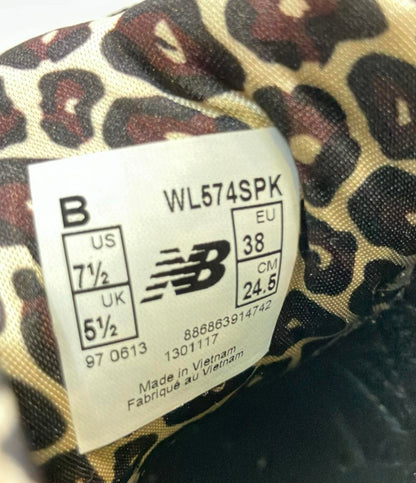 B WL574SPK
US 7½ EU 38
UK 5½ NB CM 24.5
97 0613 886863914742
1301117
Made in Vietnam
Fabriqué au Vietnam